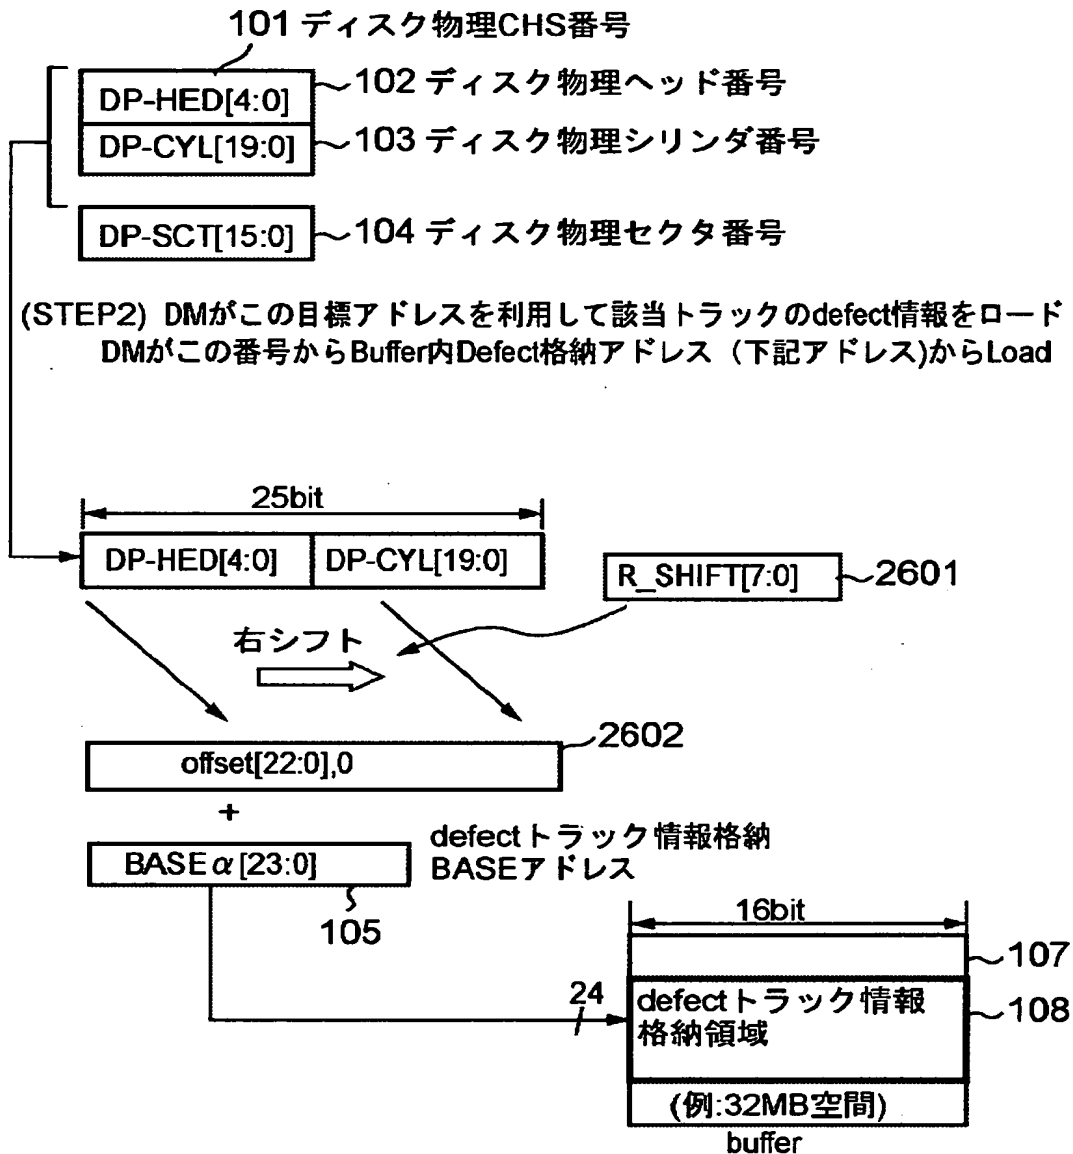 101 ディスク物理CHS番号
DP-HED[4:0]
102 ディスク物理ヘッド番号
DP-CYL[19:0]
103 ディスク物理シリンダ番号
DP-SCT[15:0]
104 ディスク物理セクタ番号
(STEP2) DMがこの目標アドレスを利用して該当トラックのdefect情報をロード
DMがこの番号からBuffer内Defect格納アドレス（下記アドレス)からLoad
25bit
DP-HED[4:0] DP-CYL[19:0]
R_SHIFT[7:0]
2601
右シフト
2602
offset[22:0],0
+
BASEα[23:0]
defectトラック情報格納
BASEアドレス
105
16bit
107
24
defectトラック情報
格納領域
108
(例:32MB空間)
buffer